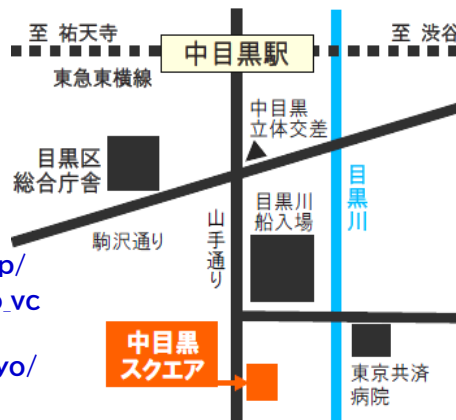 至 祐天寺
至 渋谷
中目黒駅
東急東横線
中目黒
立体交差
目黒区
総合庁舎
目黒川
船入場
目黒川
駒沢通り
山手通り
p/
_vc
yo/
中目黒
スクエア
東京共済
病院